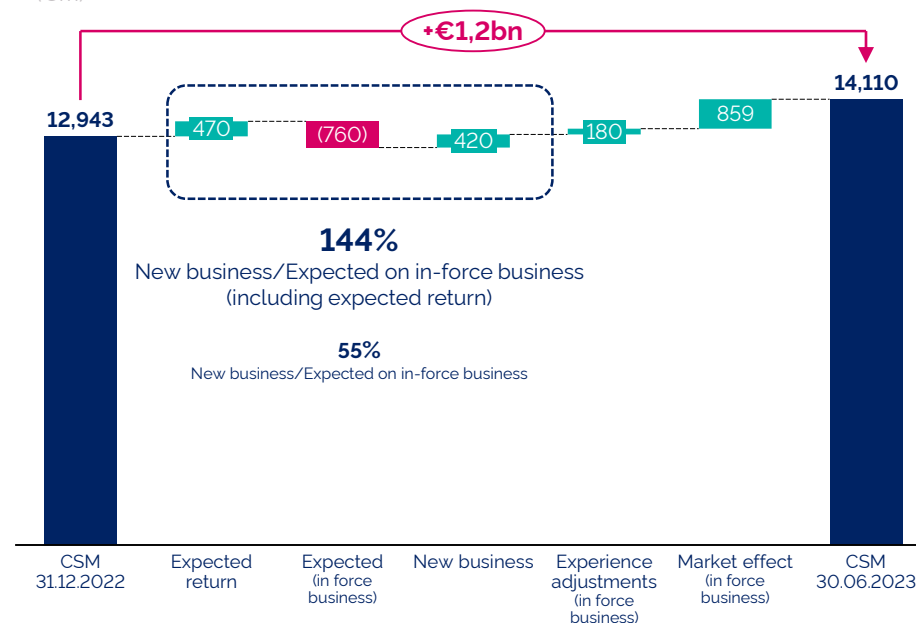 +€1,2bn
12,943
470
(760)
420
180
859
14,110
144%
New business/Expected on in-force business
(including expected return)
55%
New business/Expected on in-force business
CSM
31.12.2022
Expected
return
Expected
(in force
business)
New business
Experience
adjustments
(in force
business)
Market effect
(in force
business)
CSM
30.06.2023